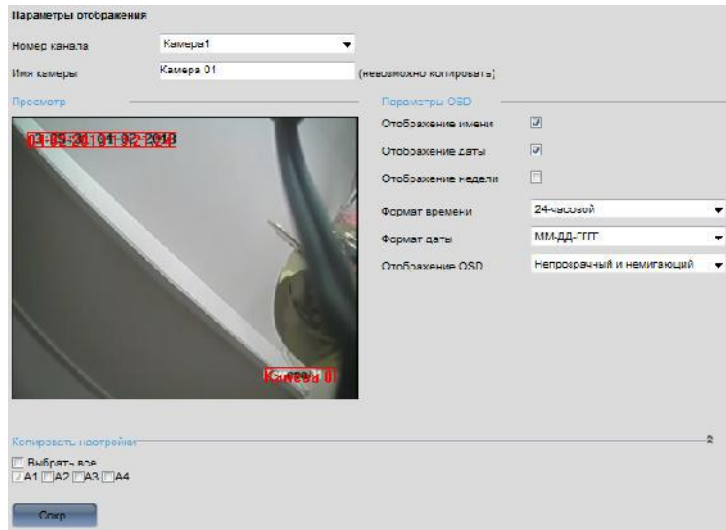 Параметры отображения
Номер канала Камера1
Имя камеры Камера 01 (невозможно копировать)
Просмотр
Параметры OSD
Отображение имени
Отображение даты
Отображение недели
Формат времени 24-часовой
Формат даты ММ-ДД-ГГГГ
Отображение OSD Непрозрачный и немигающий
Камера 01
Копировать настройки
Выбрать все
A1 A2 A3 A4
Сохр